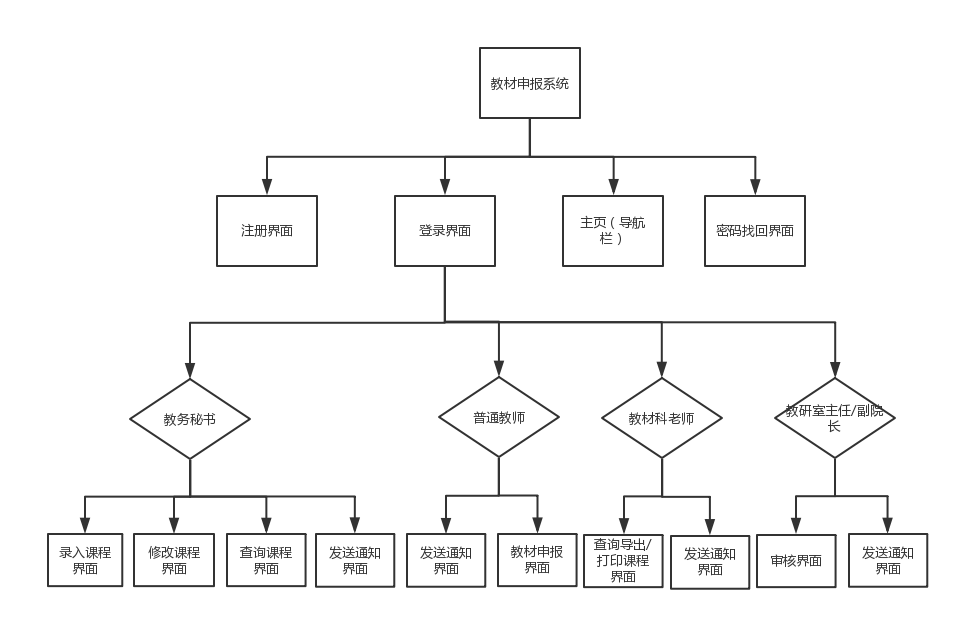 教材申报系统
注册界面
登录界面
主页（导航
栏）
密码找回界面
教务秘书
普通教师
教材科老师
教研室主任/副院
长
录入课程
界面
修改课程
界面
查询课程
界面
发送通知
界面
发送通知
界面
教材申报
界面
查询导出/
打印课程
界面
发送通知
界面
审核界面
发送通知
界面